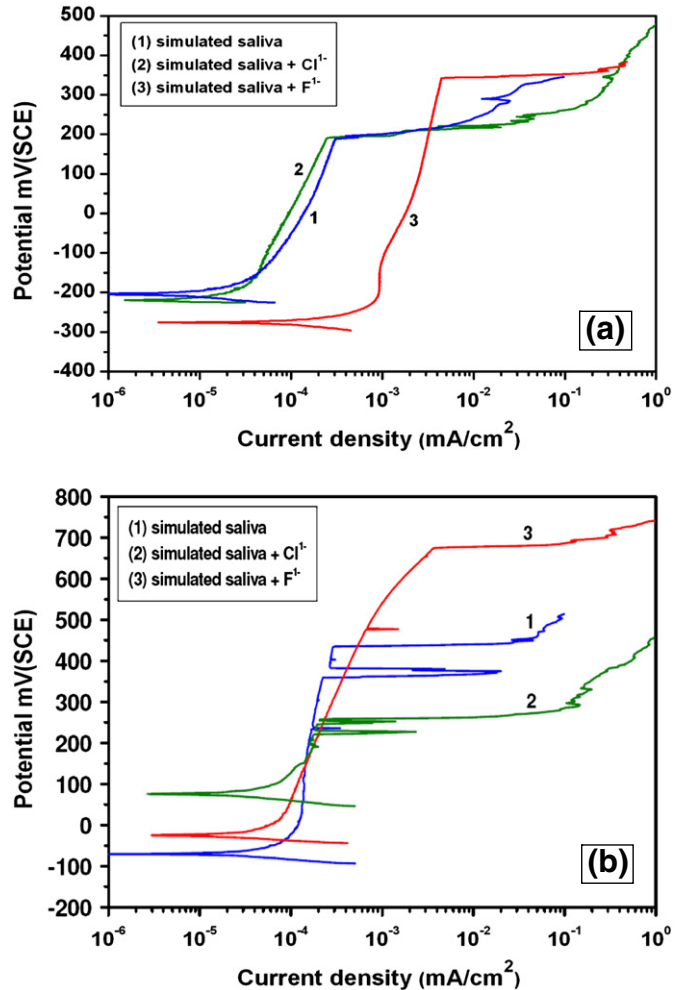 500
400
300
200
100
0
-100
-200
-300
-400
Potential mV(SCE)
(1) simulated saliva
(2) simulated saliva + Cl¹⁻
(3) simulated saliva + F¹⁻
2
1
3
(a)
10⁻⁶ 10⁻⁵ 10⁻⁴ 10⁻³ 10⁻² 10⁻¹ 10⁰
Current density (mA/cm²)
800
700
600
500
400
300
200
100
0
-100
-200
Potential mV(SCE)
(1) simulated saliva
(2) simulated saliva + Cl¹⁻
(3) simulated saliva + F¹⁻
3
1
2
(b)
10⁻⁶ 10⁻⁵ 10⁻⁴ 10⁻³ 10⁻² 10⁻¹ 10⁰
Current density (mA/cm²)